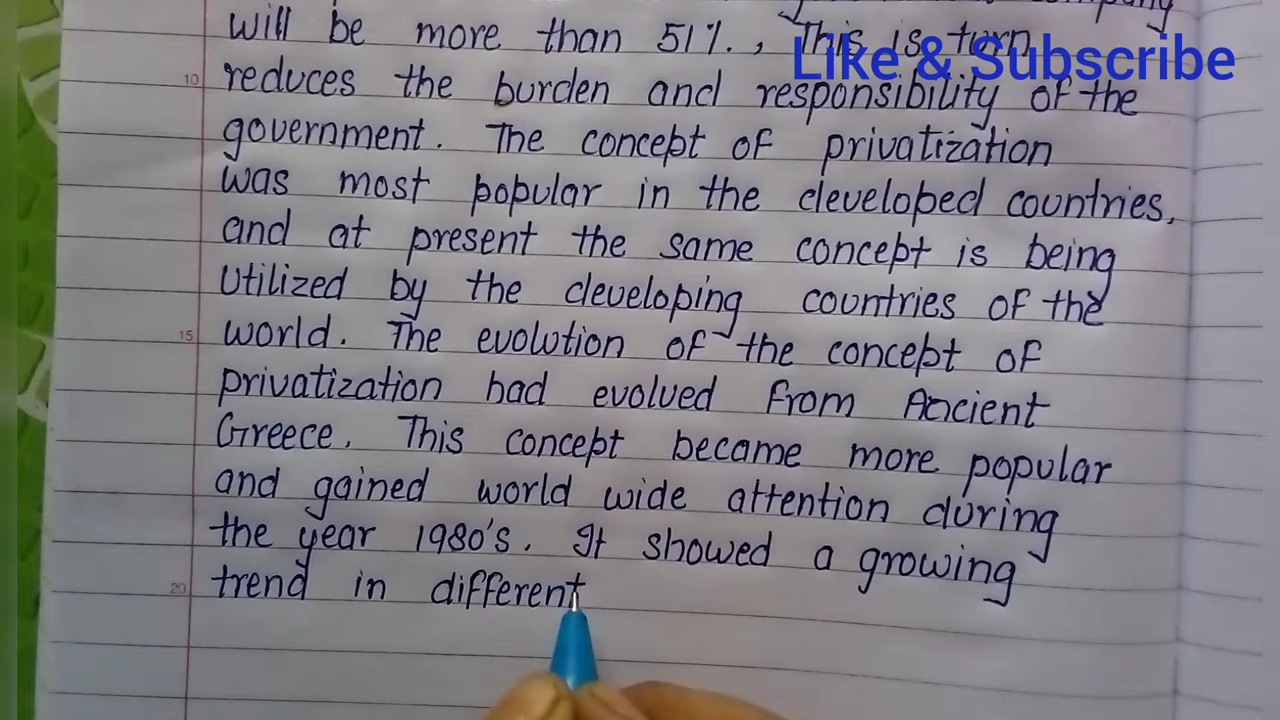 company
will be more than 51%., This is turn
Like & Subscribe
10 reduces the burden and responsibility of the
government. The concept of privatization
was most popular in the developed countries,
and at present the same concept is being
Utilized by the developing countries of the
15 world. The evolution of the concept of
privatization had evolved from Ancient
Greece. This concept became more popular
and gained world wide attention during
the year 1980's. It showed a growing
20 trend in different